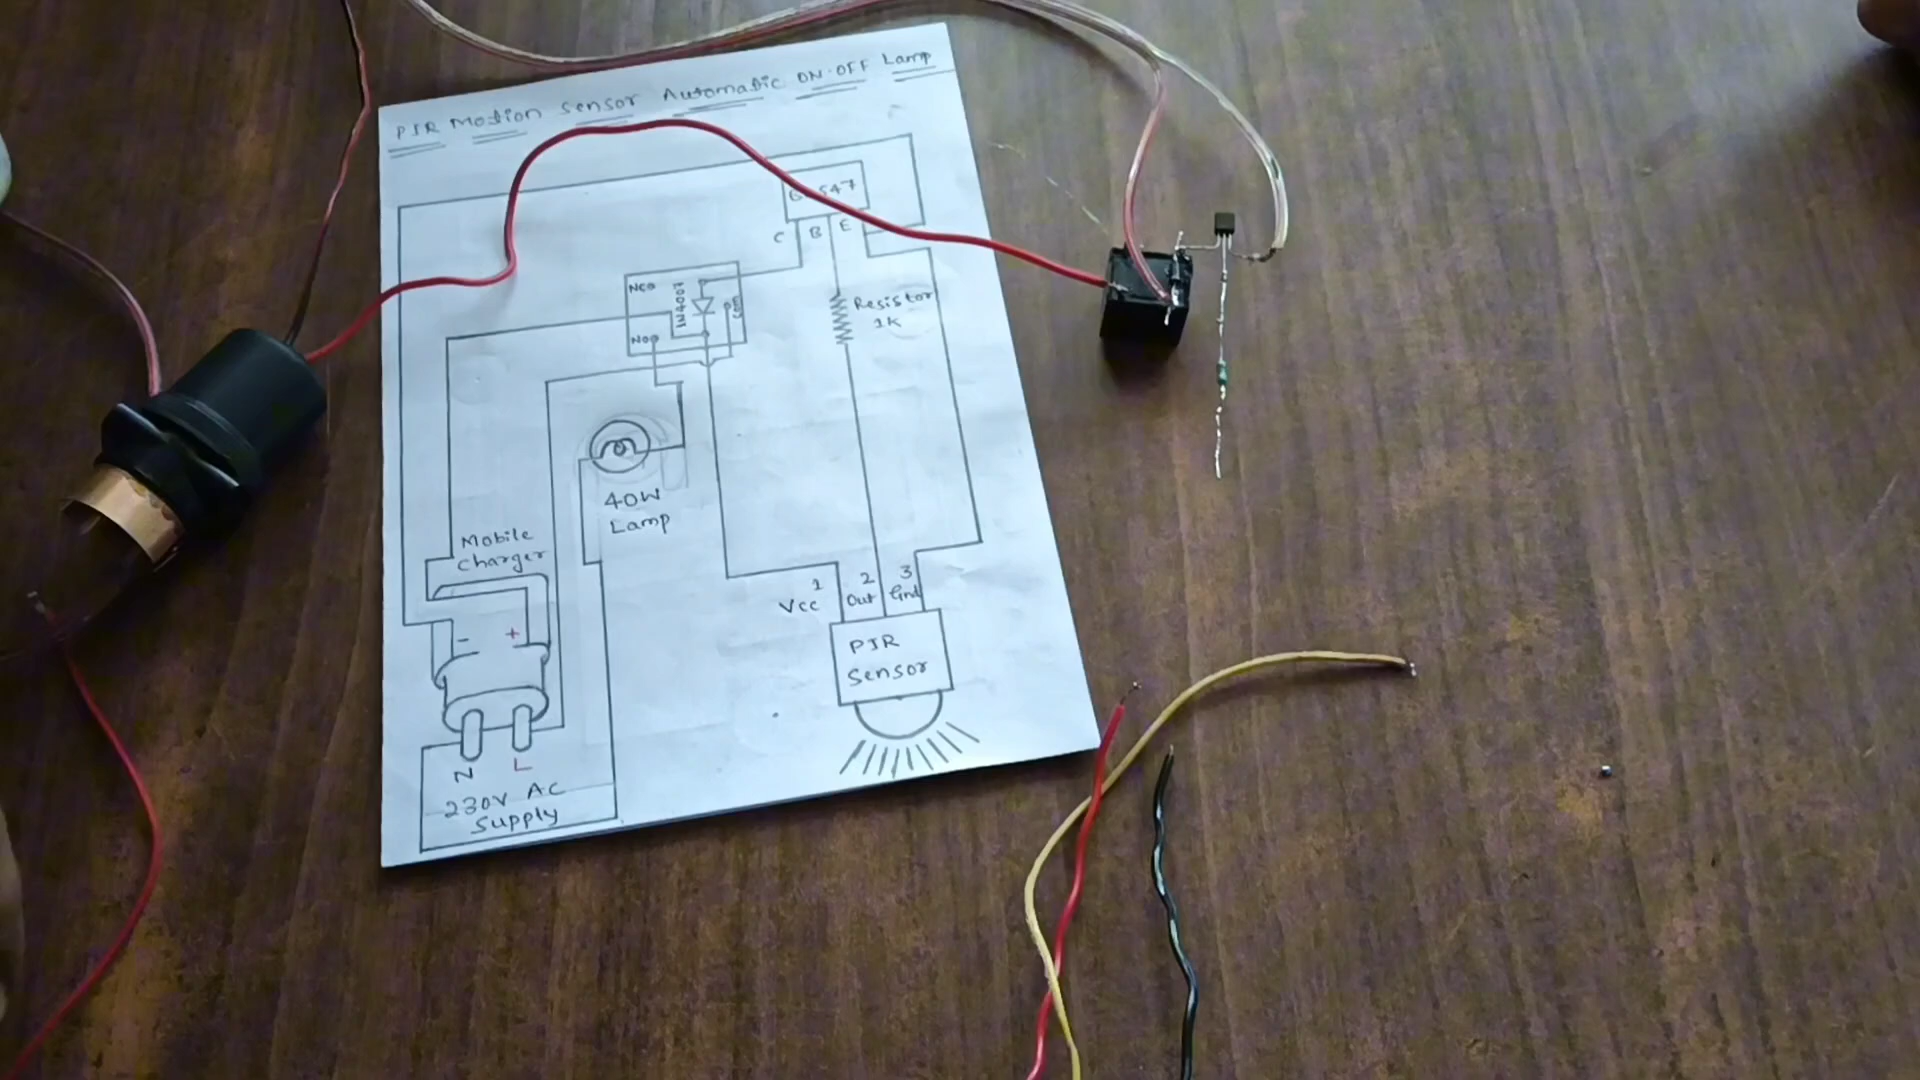 PIR Motion Sensor Automatic ON-OFF Lamp
547
C B E
NC
1N4007
com
NO
Resistor
1K
40W
Lamp
Mobile
Charger
1 2 3
Vcc Out Gnd
- +
PIR
Sensor
N L
230V AC
Supply